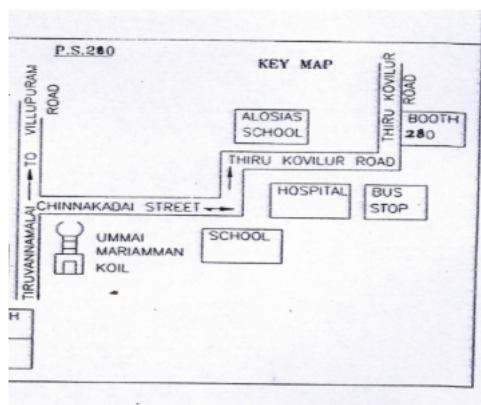 P.S.280
KEY MAP
TIRUVANNAMALAI → TO VILLUPURAM
ROAD
THIRU KOVILUR
ROAD
ALOSIAS
SCHOOL
BOOTH
280
THIRU KOVILUR ROAD
HOSPITAL
BUS
STOP
CHINNAKADAI STREET
UMMAI
MARIAMMAN
KOIL
SCHOOL
H